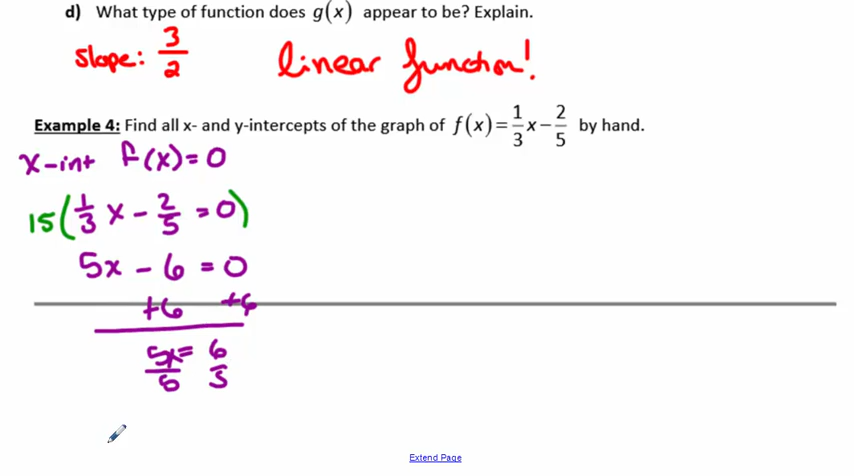 d) What type of function does g(x) appear to be? Explain.
slope: 3/2 linear function!
Example 4: Find all x- and y-intercepts of the graph of f(x) = 1/3 x − 2/5 by hand.
x-int f(x) = 0
15(1/3 x − 2/5 = 0)
5x − 6 = 0
+6 +6
5x/5 = 6/5
Extend Page